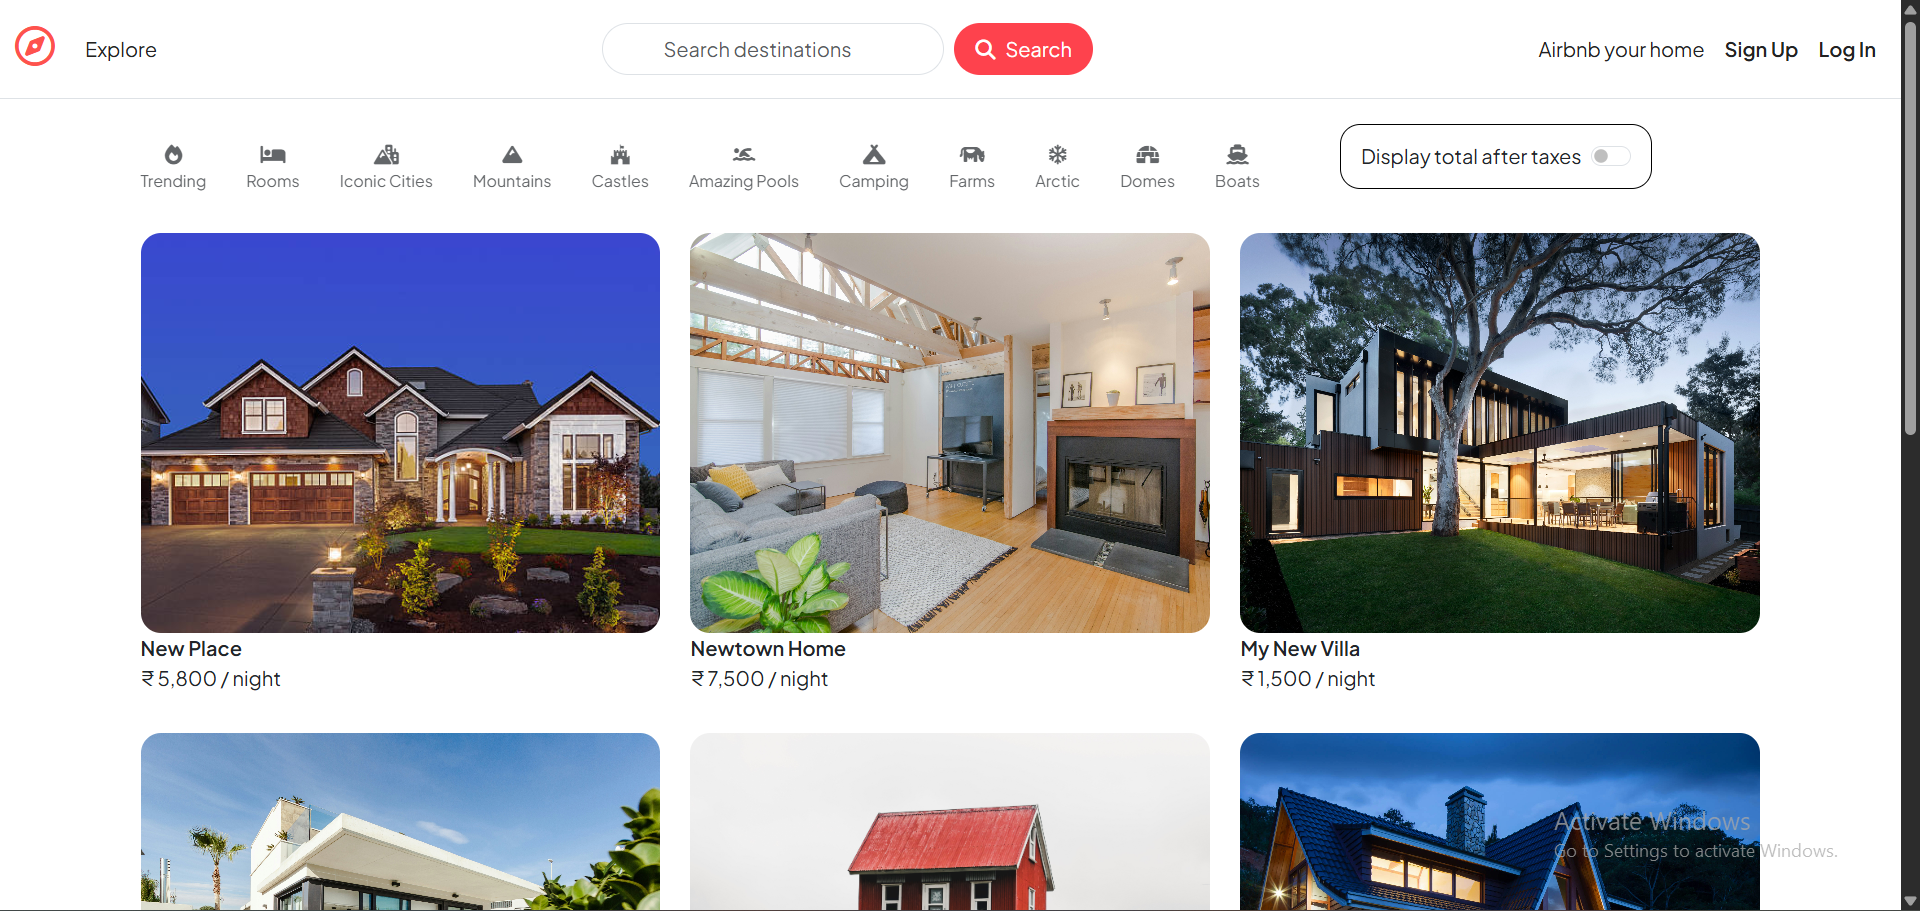 Explore
Search destinations
Search
Airbnb your home
Sign Up
Log In
Trending
Rooms
Iconic Cities
Mountains
Castles
Amazing Pools
Camping
Farms
Arctic
Domes
Boats
Display total after taxes
New Place
₹ 5,800 / night
Newtown Home
₹ 7,500 / night
My New Villa
₹ 1,500 / night
Activate Windows
Go to Settings to activate Windows.